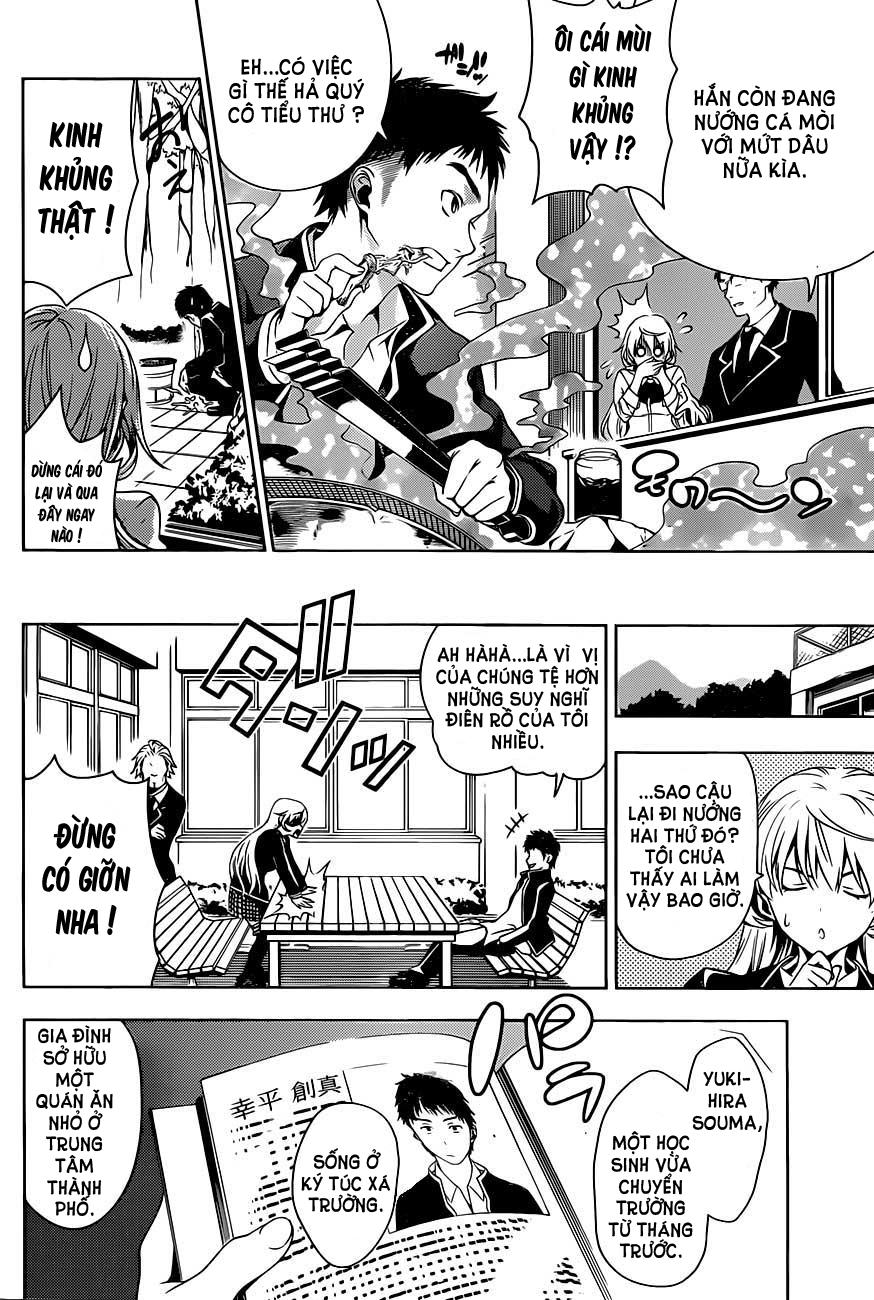 HẮN CÒN ĐANG
NƯỚNG CÁ MÒI
VỚI MỨT DÂU
NỮA KÌA.
ÔI CÁI MÙI
GÌ KINH
KHỦNG
VẬY !?
EH...CÓ VIỆC
GÌ THẾ HẢ QUÝ
CÔ TIỂU THƯ ?
KINH
KHỦNG
THẬT !
DỪNG CÁI ĐÓ
LẠI VÀ QUA
ĐÂY NGAY
NÀO !
...SAO CẬU
LẠI ĐI NƯỚNG
HAI THỨ ĐÓ?
TÔI CHƯA
THẤY AI LÀM
VẬY BAO GIỜ.
AH HÀHÀ...LÀ VÌ VỊ
CỦA CHÚNG TỆ HƠN
NHỮNG SUY NGHĨ
ĐIÊN RỒ CỦA TÔI
NHIỀU.
ĐỪNG
CÓ GIỠN
NHA !
YUKI-
HIRA
SOUMA,
MỘT HỌC
SINH VỪA
CHUYỂN
TRƯỜNG
TỪ THÁNG
TRƯỚC.
幸平 創真
SỐNG Ở
KÝ TÚC XÁ
TRƯỜNG.
GIA ĐÌNH
SỞ HỮU
MỘT
QUÁN ĂN
NHỎ Ở
TRUNG
TÂM
THÀNH
PHỐ.